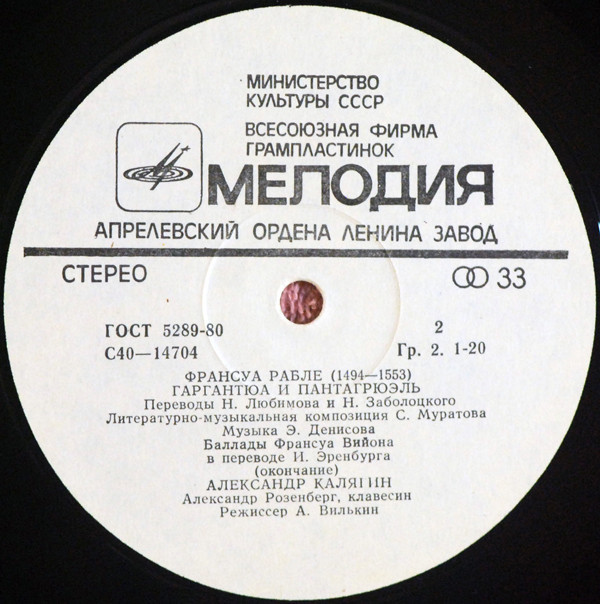 МИНИСТЕРСТВО
КУЛЬТУРЫ СССР
ВСЕСОЮЗНАЯ ФИРМА
ГРАМПЛАСТИНОК
МЕЛОДИЯ
АПРЕЛЕВСКИЙ ОРДЕНА ЛЕНИНА ЗАВОД
СТЕРЕО 33
ГОСТ 5289-80 2
С40—14704 Гр. 2. 1-20
ФРАНСУА РАБЛЕ (1494—1553)
ГАРГАНТЮА И ПАНТАГРЮЭЛЬ
Переводы Н. Любимова и Н. Заболоцкого
Литературно-музыкальная композиция С. Муратова
Музыка Э. Денисова
Баллады Франсуа Вийона
в переводе И. Эренбурга
(окончание)
АЛЕКСАНДР КАЛЯГИН
Александр Розенберг, клавесин
Режиссер А. Вилькин